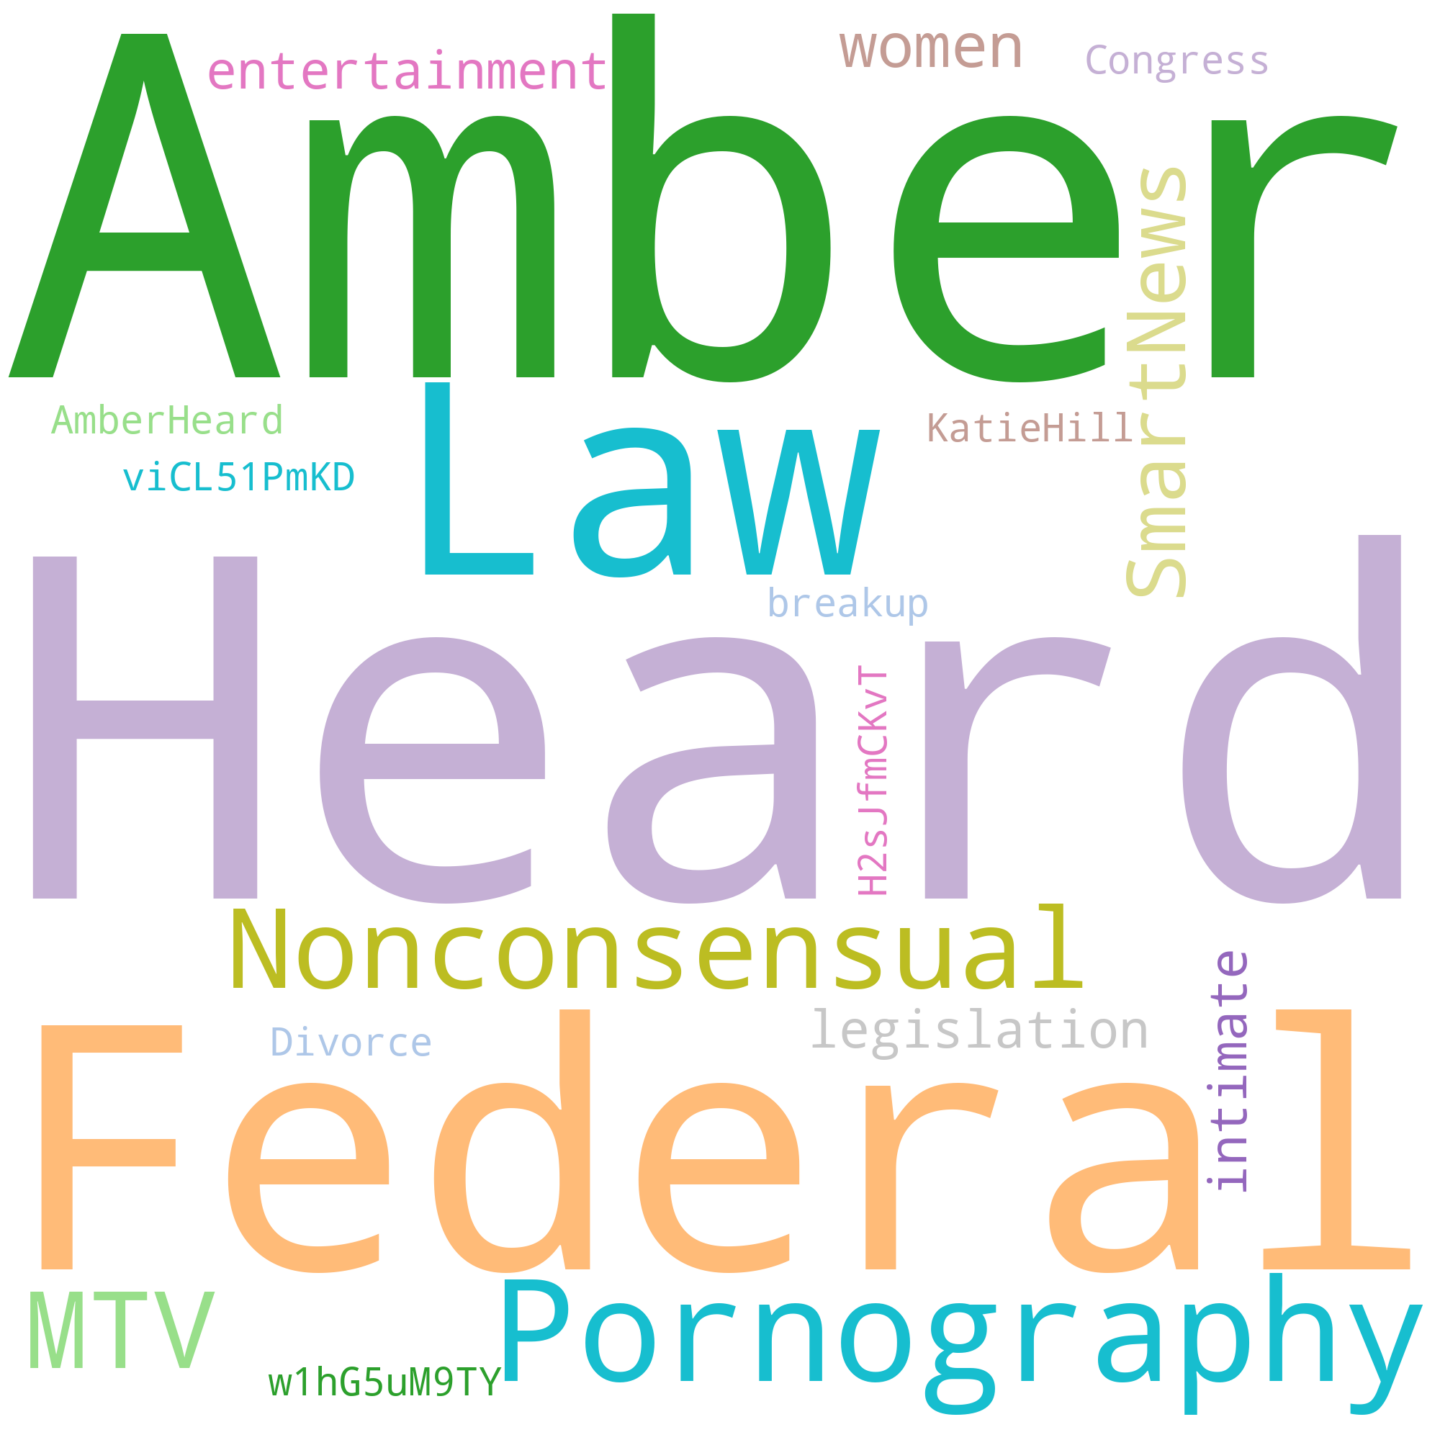 Amber
entertainment
women
Congress
SmartNews
AmberHeard
Law
KatieHill
viCL51PmKD
breakup
Heard
H2sJfmCKvT
Nonconsensual
intimate
Divorce
legislation
Federal
MTV
Pornography
w1hG5uM9TY